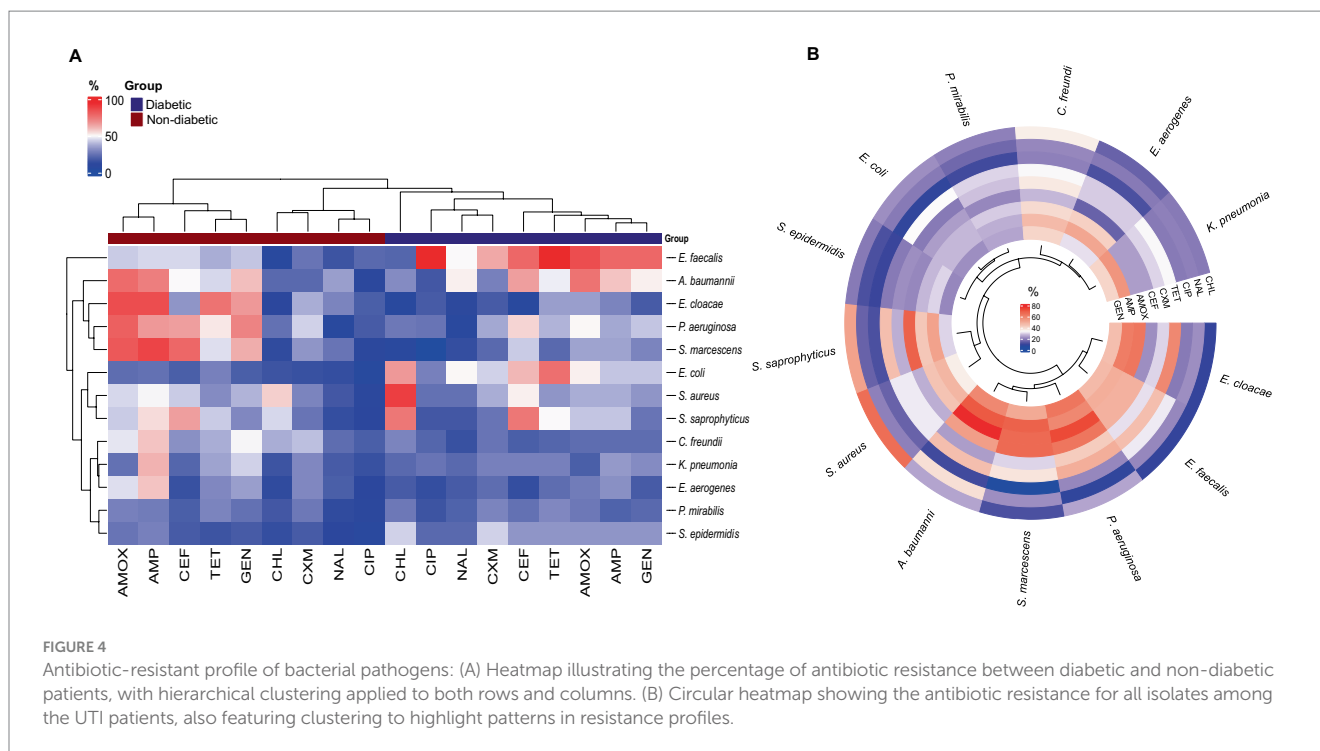 A
%
100
50
0
Group
Diabetic
Non-diabetic
Group
E. faecalis
A. baumannii
E. cloacae
P. aeruginosa
S. marcescens
E. coli
S. aureus
S. saprophyticus
C. freundii
K. pneumonia
E. aerogenes
P. mirabilis
S. epidermidis
AMOX
AMP
CEF
TET
GEN
CHL
CXM
NAL
CIP
CHL
CIP
NAL
CXM
CEF
TET
AMOX
AMP
GEN
B
P. mirabilis
C. freundi
E. aerogenes
K. pneumonia
E. coli
S. epidermidis
S. saprophyticus
S. aureus
A. baumanni
S. marcescens
P. aeruginosa
E. faecalis
E. cloacae
GEN
AMP
AMOX
CEF
CXM
TET
CIP
NAL
CHL
%
80
60
40
20
0
FIGURE 4
Antibiotic-resistant profile of bacterial pathogens: (A) Heatmap illustrating the percentage of antibiotic resistance between diabetic and non-diabetic
patients, with hierarchical clustering applied to both rows and columns. (B) Circular heatmap showing the antibiotic resistance for all isolates among
the UTI patients, also featuring clustering to highlight patterns in resistance profiles.